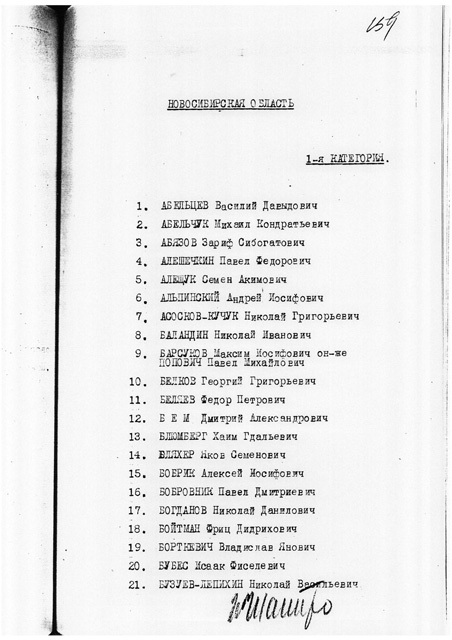 159
НОВОСИБИРСКАЯ ОБЛАСТЬ
1-я КАТЕГОРИЯ.
1. АБЕЛЬЦЕВ Василий Давыдович
2. АБЕЛЬЧУК Михаил Кондратьевич
3. АБЯЗОВ Зариф Сибогатович
4. АЛЕШЕЧКИН Павел Федорович
5. АЛЕЩУК Семен Акимович
6. АЛЬПИНСКИЙ Андрей Иосифович
7. АСОСКОВ-КУЧУК Николай Григорьевич
8. БАЛАНДИН Николай Иванович
9. БАРСУКОВ Максим Иосифович он-же
ПОПОВИЧ Павел Михайлович
10. БЕЛКОВ Георгий Григорьевич
11. БЕЛЯЕВ Федор Петрович
12. Б Е М Дмитрий Александрович
13. БЛЮМБЕРГ Хаим Гдальевич
14. БЛЯХЕР Яков Семенович
15. БОБРИК Алексей Иосифович
16. БОБРОВНИК Павел Дмитриевич
17. БОГДАНОВ Николай Данилович
18. БОЙТМАН Фриц Дидрихович
19. БОРТКЕВИЧ Владислав Янович
20. БУБЕС Исаак Фиселевич
21. БУЗУЕВ-ЛЕПИХИН Николай Васильевич